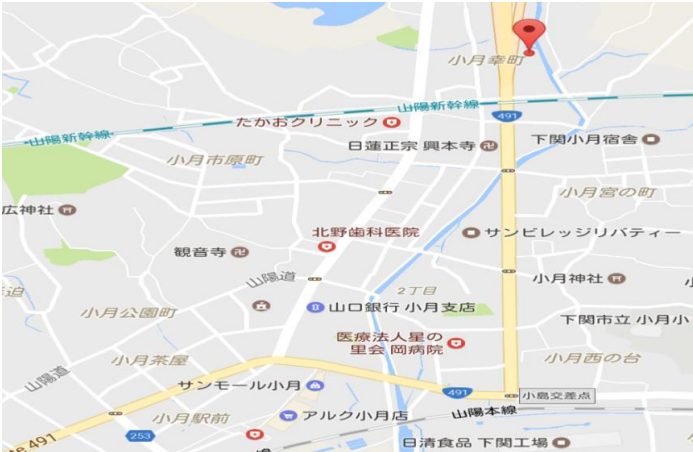 小月幸町
山陽新幹線
491
たかおクリニック
山陽新幹線
日蓮正宗 興本寺
下関小月宿舎
小月市原町
小月宮の町
広神社
北野歯科医院
サンビレッジリバティー
観音寺
山陽道
小月神社
2丁目
迫
小月公園町
山口銀行 小月支店
下関市立 小月小
医療法人星の
里会 岡病院
小月茶屋
小月西の台
山陽道
サンモール小月
491
小島交差点
小月駅前
アルク小月店
山陽本線
te 491
253
線
日清食品 下関工場